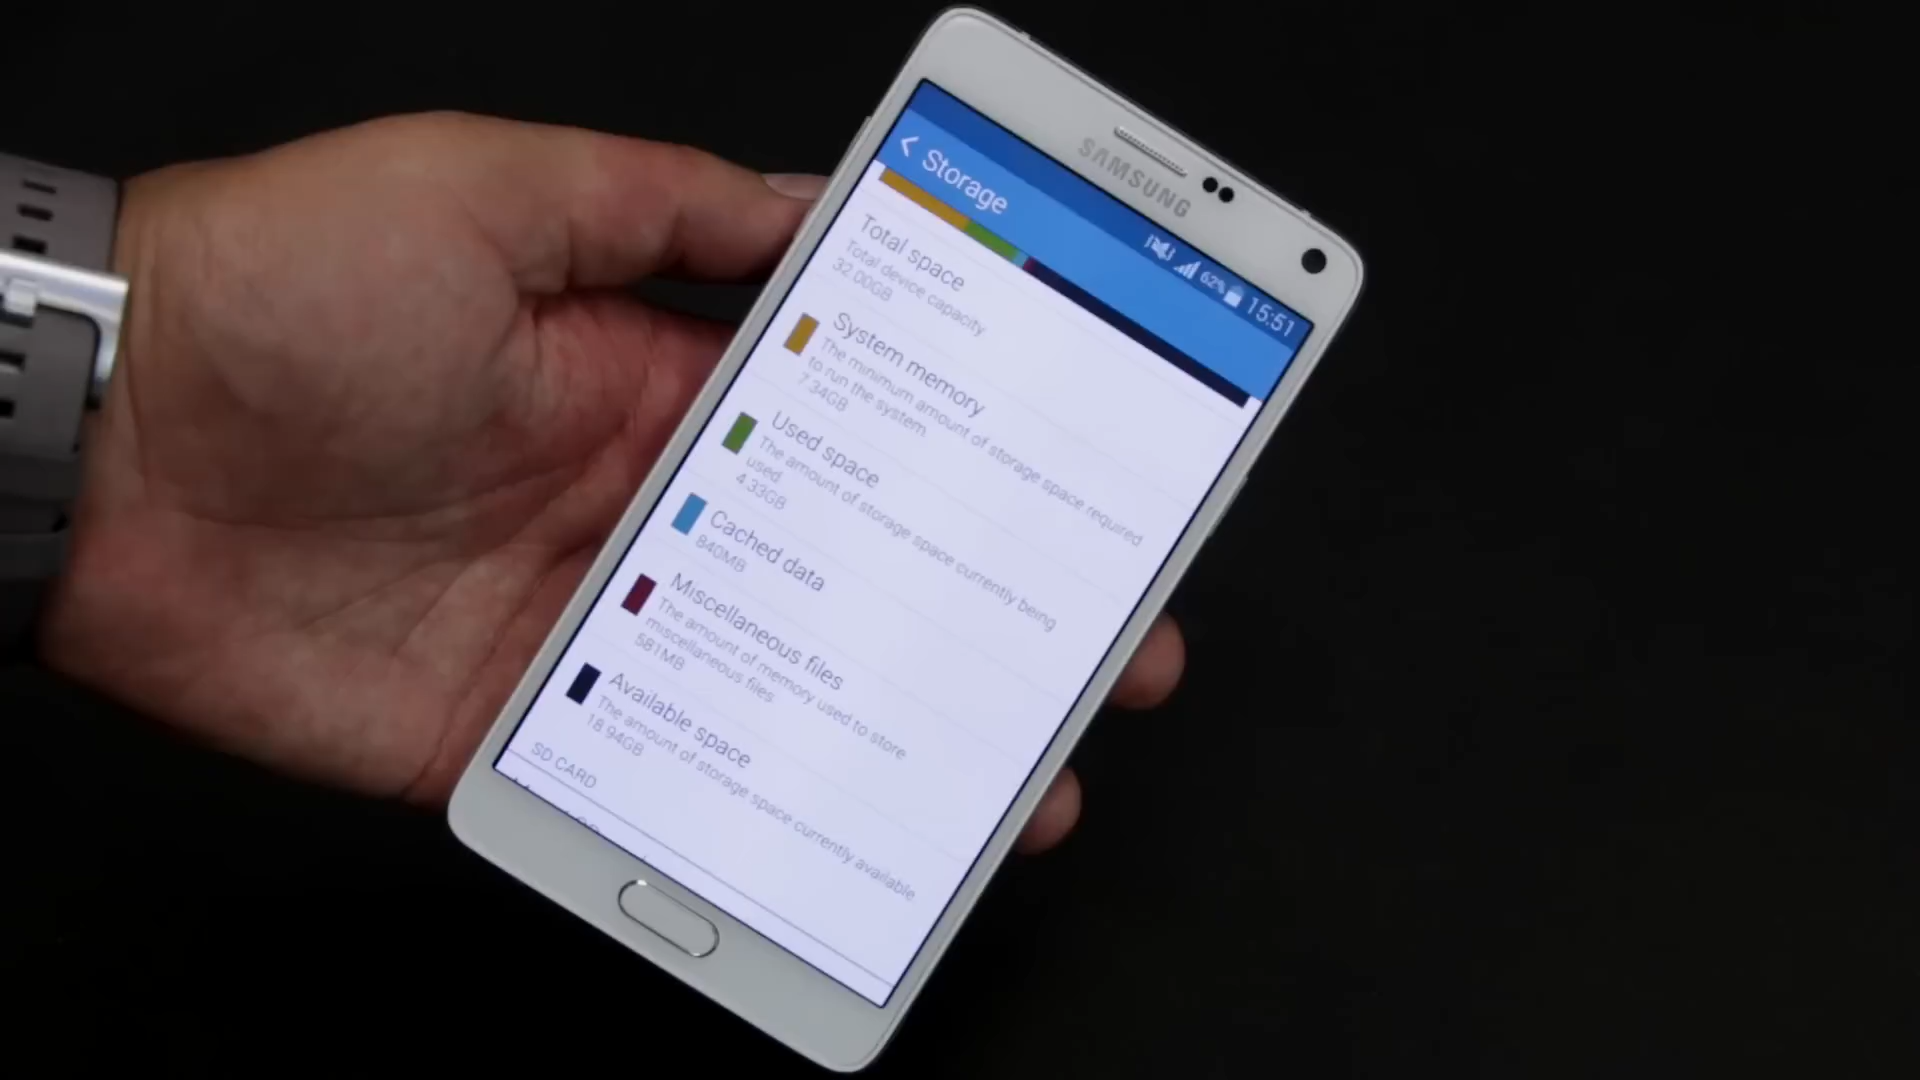 SAMSUNG
62% 15:51
Storage
Total space
Total device capacity
32.00GB
System memory
The minimum amount of storage space required
to run the system.
7.34GB
Used space
The amount of storage space currently being
used
4.33GB
Cached data
840MB
Miscellaneous files
The amount of memory used to store
miscellaneous files.
581MB
Available space
The amount of storage space currently available
18.94GB
SD CARD